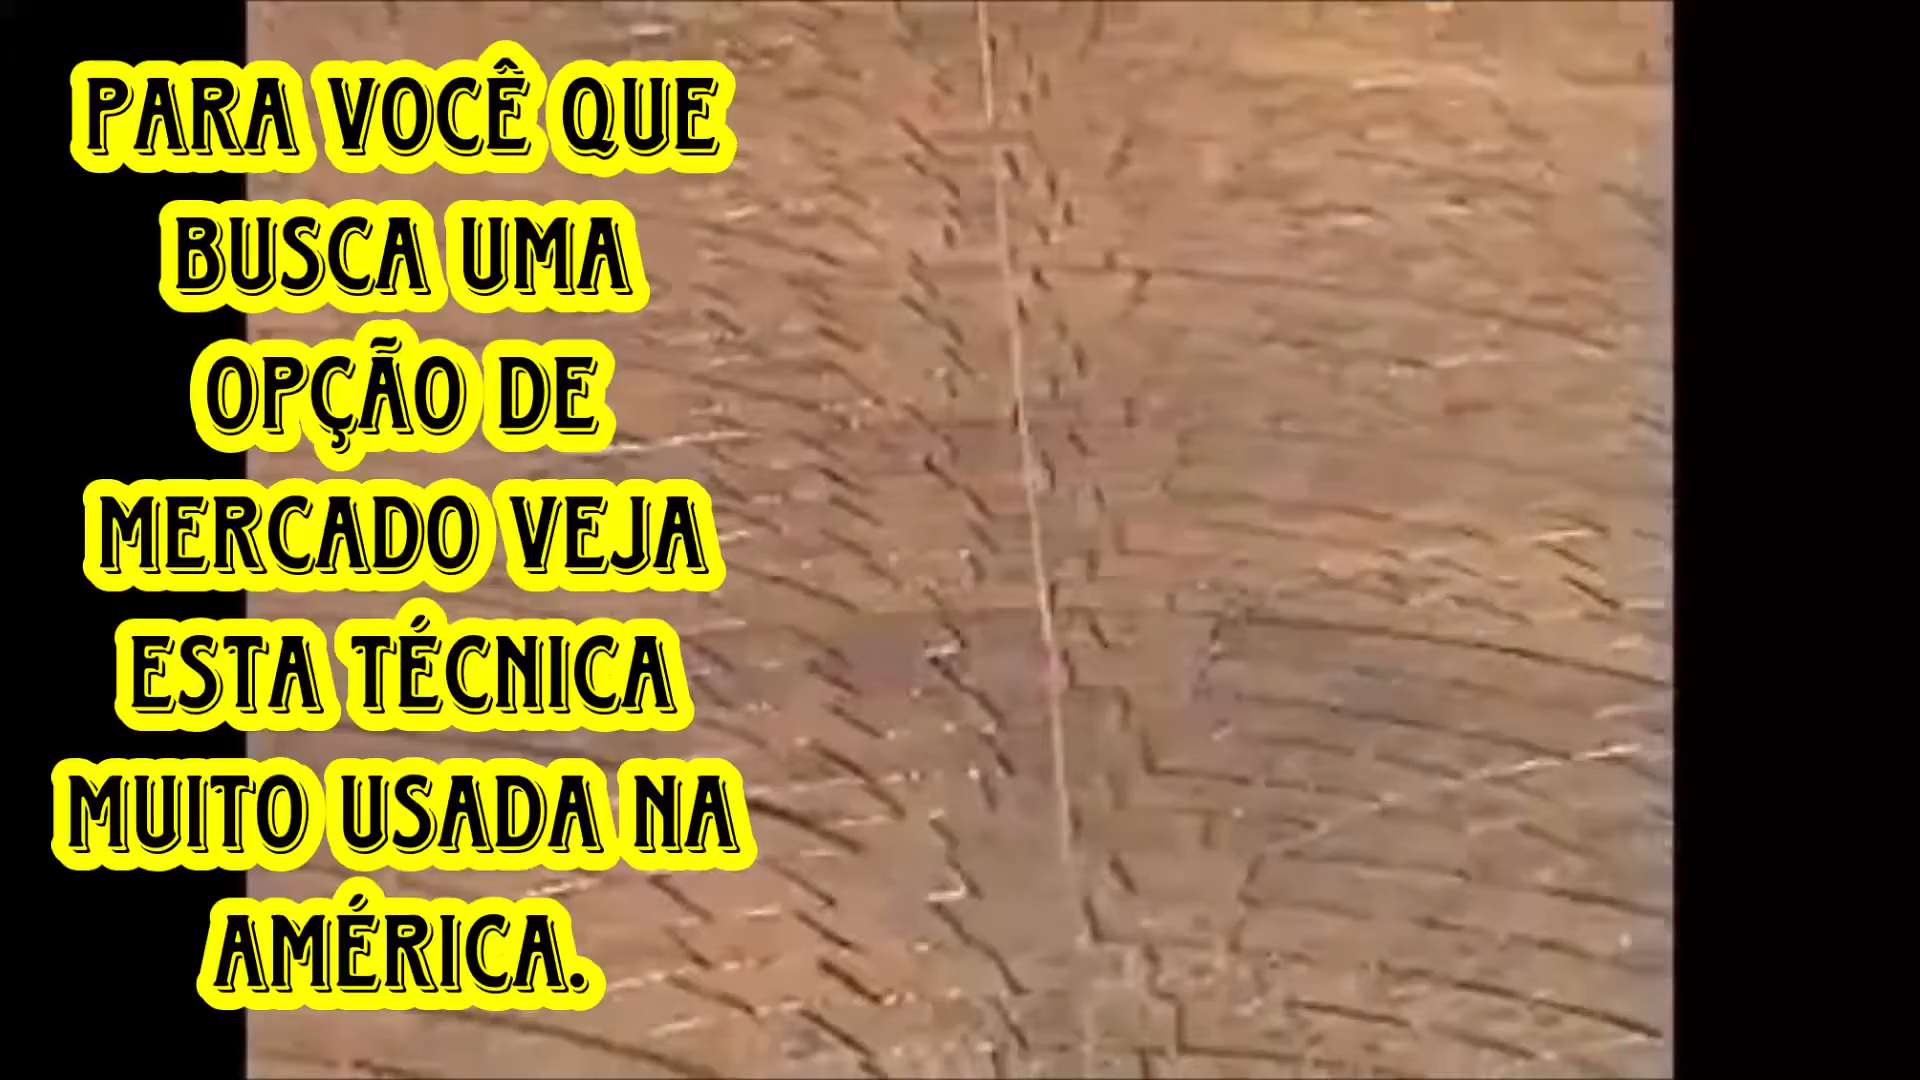 PARA VOCÊ QUE
BUSCA UMA
OPÇÃO DE
MERCADO VEJA
ESTA TÉCNICA
MUITO USADA NA
AMÉRICA.